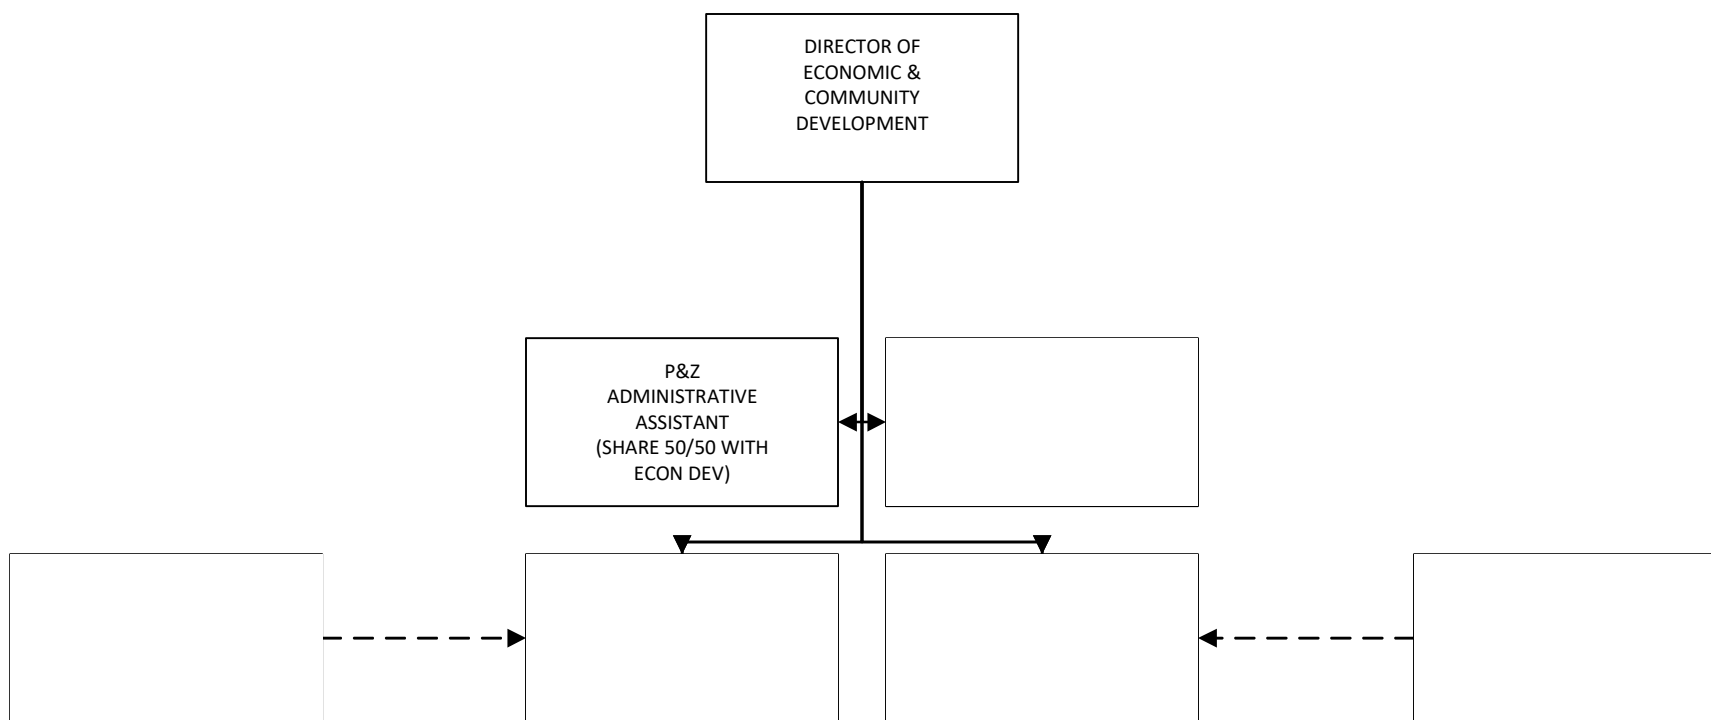 DIRECTOR OF
ECONOMIC &
COMMUNITY
DEVELOPMENT
P&Z
ADMINISTRATIVE
ASSISTANT
(SHARE 50/50 WITH
ECON DEV)